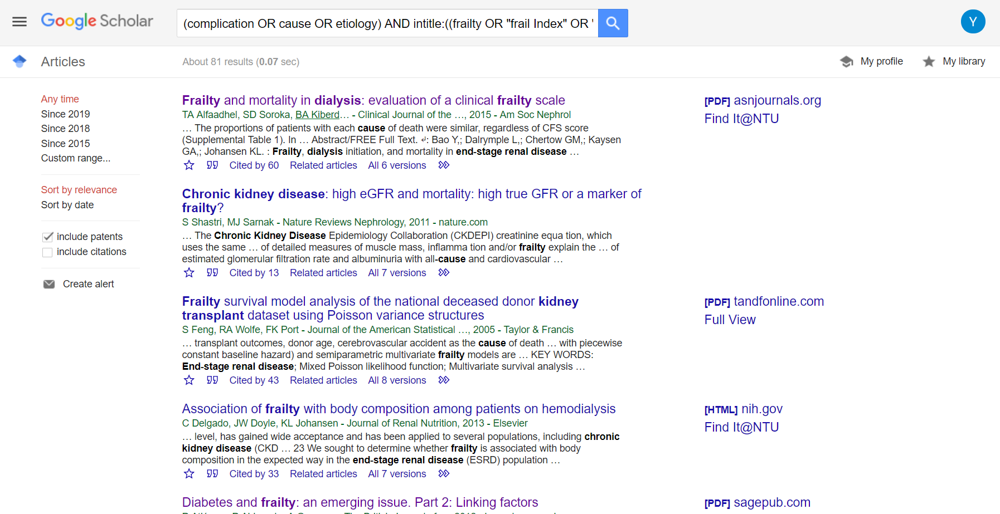 Google Scholar
(complication OR cause OR etiology) AND intitle:((frailty OR "frail Index" OR '
Y
Articles
About 81 results (0.07 sec)
My profile
My library
Any time
Since 2019
Since 2018
Since 2015
Custom range...
Sort by relevance
Sort by date
include patents
include citations
Create alert
Frailty and mortality in dialysis: evaluation of a clinical frailty scale
TA Alfaadhel, SD Soroka, BA Kiberd… - Clinical Journal of the …, 2015 - Am Soc Nephrol
… The proportions of patients with each cause of death were similar, regardless of CFS score
(Supplemental Table 1). In … Abstract/FREE Full Text. ↵: Bao Y,; Dalrymple L,; Chertow GM,; Kaysen
GA,; Johansen KL. : Frailty, dialysis initiation, and mortality in end-stage renal disease …
Cited by 60 Related articles All 6 versions
[PDF] asnjournals.org
Find It@NTU
Chronic kidney disease: high eGFR and mortality: high true GFR or a marker of
frailty?
S Shastri, MJ Sarnak - Nature Reviews Nephrology, 2011 - nature.com
… The Chronic Kidney Disease Epidemiology Collaboration (CKDEPI) creatinine equa tion, which
uses the same … of detailed measures of muscle mass, inflamma tion and/or frailty explain the … of
estimated glomerular filtration rate and albuminuria with all-cause and cardiovascular …
Cited by 13 Related articles All 7 versions
Frailty survival model analysis of the national deceased donor kidney
transplant dataset using Poisson variance structures
S Feng, RA Wolfe, FK Port - Journal of the American Statistical …, 2005 - Taylor & Francis
… transplant outcomes, donor age, cerebrovascular accident as the cause of death … with piecewise
constant baseline hazard) and semiparametric multivariate frailty models are … KEY WORDS:
End-stage renal disease; Mixed Poisson likelihood function; Multivariate survival analysis …
Cited by 43 Related articles All 8 versions
[PDF] tandfonline.com
Full View
Association of frailty with body composition among patients on hemodialysis
C Delgado, JW Doyle, KL Johansen - Journal of Renal Nutrition, 2013 - Elsevier
… level, has gained wide acceptance and has been applied to several populations, including chronic
kidney disease (CKD … 23 We sought to determine whether frailty is associated with body
composition in the expected way in the end-stage renal disease (ESRD) population …
Cited by 33 Related articles All 7 versions
[HTML] nih.gov
Find It@NTU
Diabetes and frailty: an emerging issue. Part 2: Linking factors
[PDF] sagepub.com